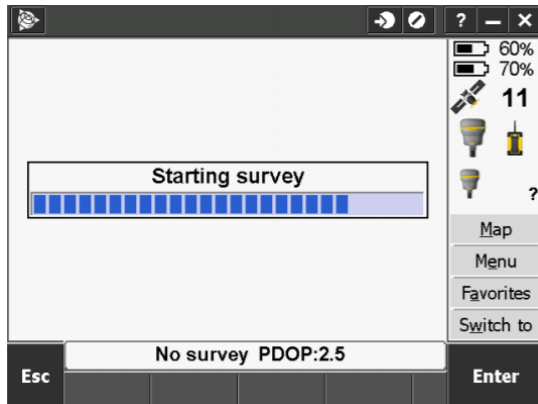 ? – ×
60%
70%
11
Starting survey
?
Map
Menu
Favorites
Switch to
No survey PDOP:2.5
Esc
Enter